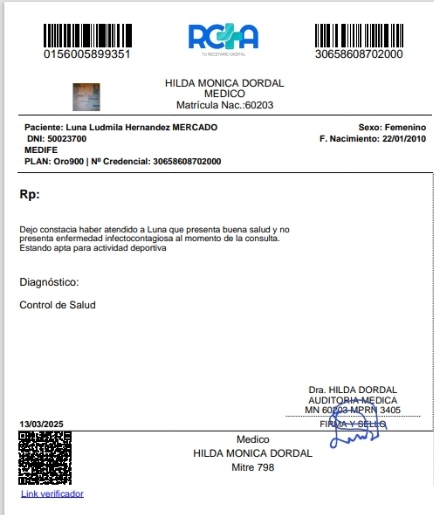 0156005899351
RCTA
TU RECETARIO DIGITAL
30658608702000
HILDA MONICA DORDAL
MEDICO
Matrícula Nac.:60203
Paciente: Luna Ludmila Hernandez MERCADO
Sexo: Femenino
DNI: 50023700
F. Nacimiento: 22/01/2010
MEDIFE
PLAN: Oro900 | Nº Credencial: 30658608702000
Rp:
Dejo constacia haber atendido a Luna que presenta buena salud y no
presenta enfermedad infectocontagiosa al momento de la consulta.
Estando apta para actividad deportiva
Diagnóstico:
Control de Salud
Dra. HILDA DORDAL
AUDITORIA MEDICA
MN 60203 MPRN 3405
13/03/2025
FIRMA Y SELLO
Medico
HILDA MONICA DORDAL
Mitre 798
Link verificador